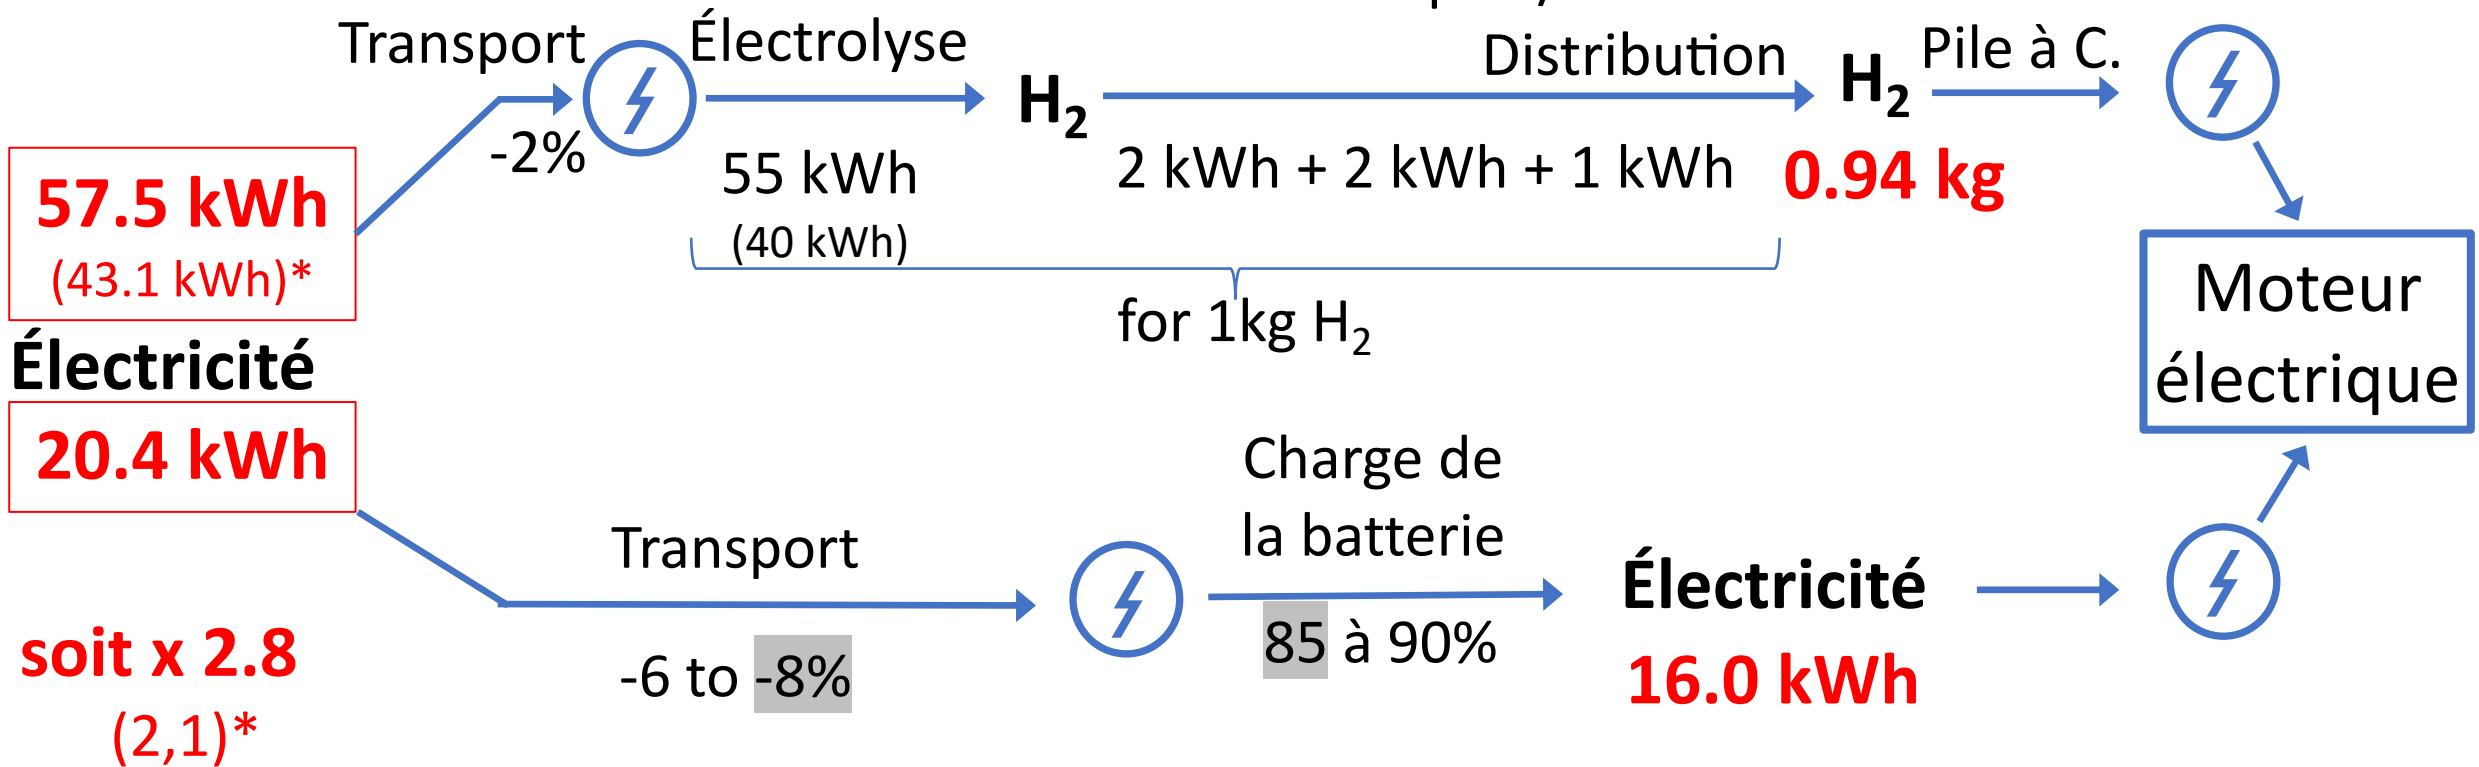 Transport
Électrolyse
Distribution
Pile à C.
H₂
H₂
-2%
55 kWh
(40 kWh)
2 kWh + 2 kWh + 1 kWh
0.94 kg
57.5 kWh
(43.1 kWh)*
for 1kg H₂
Moteur
électrique
Électricité
20.4 kWh
Transport
-6 to -8%
Charge de
la batterie
85 à 90%
Électricité
16.0 kWh
soit x 2.8
(2,1)*